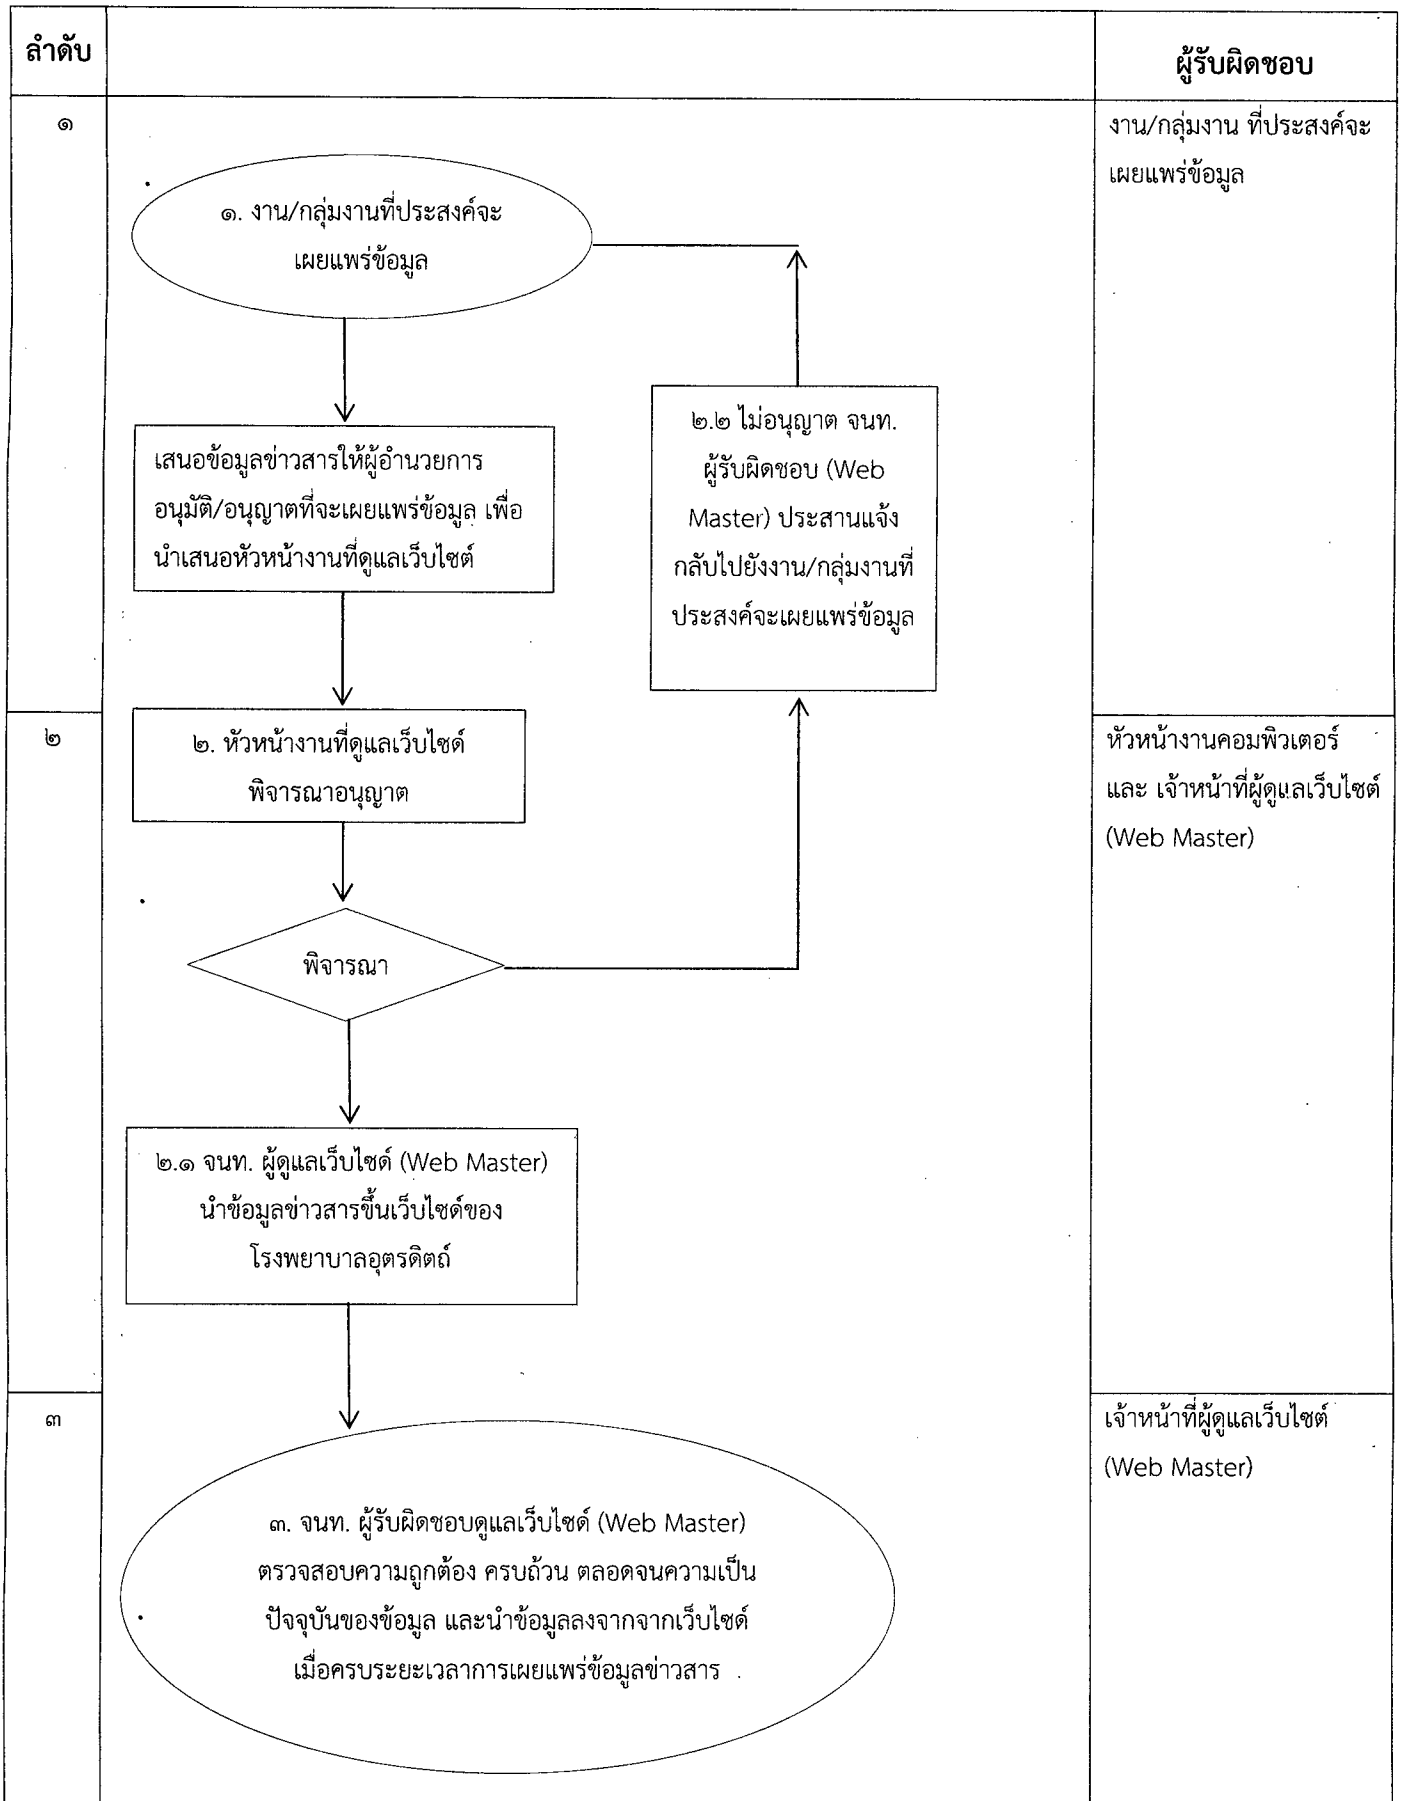 ลำดับ
ผู้รับผิดชอบ
๑
งาน/กลุ่มงาน ที่ประสงค์จะ
เผยแพร่ข้อมูล
๑. งาน/กลุ่มงานที่ประสงค์จะ
เผยแพร่ข้อมูล
เสนอข้อมูลข่าวสารให้ผู้อำนวยการ
อนุมัติ/อนุญาตที่จะเผยแพร่ข้อมูล เพื่อ
นำเสนอหัวหน้างานที่ดูแลเว็บไซต์
๒.๒ ไม่อนุญาต จนท.
ผู้รับผิดชอบ (Web
Master) ประสานแจ้ง
กลับไปยังงาน/กลุ่มงานที่
ประสงค์จะเผยแพร่ข้อมูล
๒
๒. หัวหน้างานที่ดูแลเว็บไซด์
พิจารณาอนุญาต
หัวหน้างานคอมพิวเตอร์
และ เจ้าหน้าที่ผู้ดูแลเว็บไซต์
(Web Master)
พิจารณา
๒.๑ จนท. ผู้ดูแลเว็บไซด์ (Web Master)
นำข้อมูลข่าวสารขึ้นเว็บไซด์ของ
โรงพยาบาลอุตรดิตถ์
๓
เจ้าหน้าที่ผู้ดูแลเว็บไซต์
(Web Master)
๓. จนท. ผู้รับผิดชอบดูแลเว็บไซด์ (Web Master)
ตรวจสอบความถูกต้อง ครบถ้วน ตลอดจนความเป็น
ปัจจุบันของข้อมูล และนำข้อมูลลงจากจากเว็บไซด์
เมื่อครบระยะเวลาการเผยแพร่ข้อมูลข่าวสาร